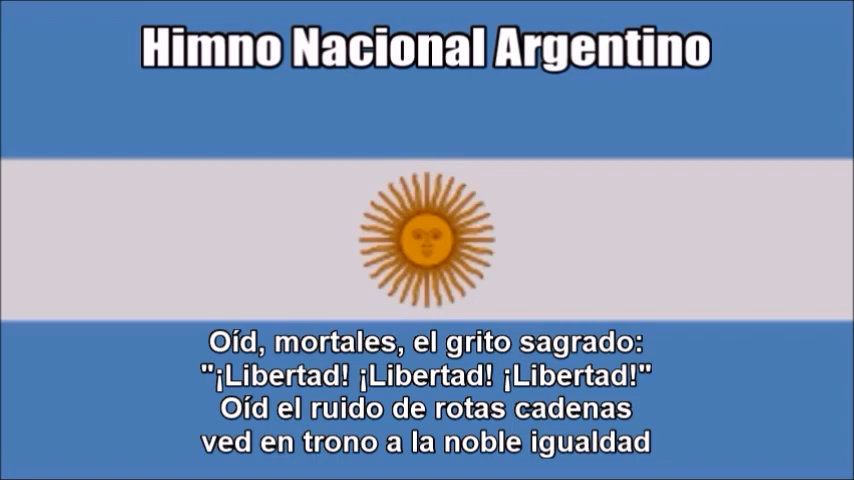 Himno Nacional Argentino
Oíd, mortales, el grito sagrado:
"¡Libertad! ¡Libertad! ¡Libertad!"
Oíd el ruido de rotas cadenas
ved en trono a la noble igualdad